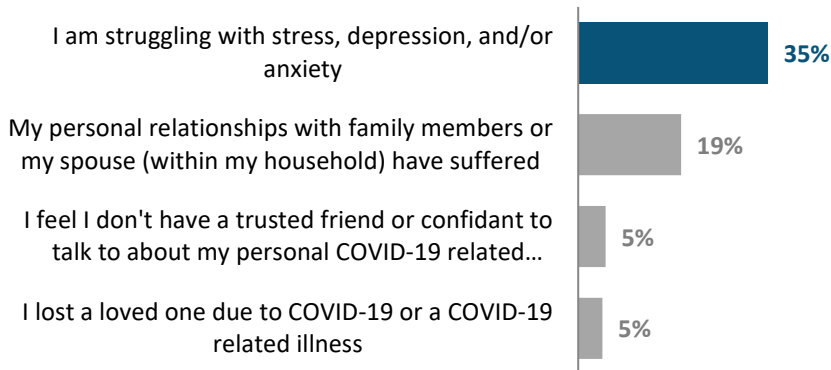 I am struggling with stress, depression, and/or
anxiety
35%
My personal relationships with family members or
my spouse (within my household) have suffered
19%
I feel I don't have a trusted friend or confidant to
talk to about my personal COVID-19 related...
5%
I lost a loved one due to COVID-19 or a COVID-19
related illness
5%